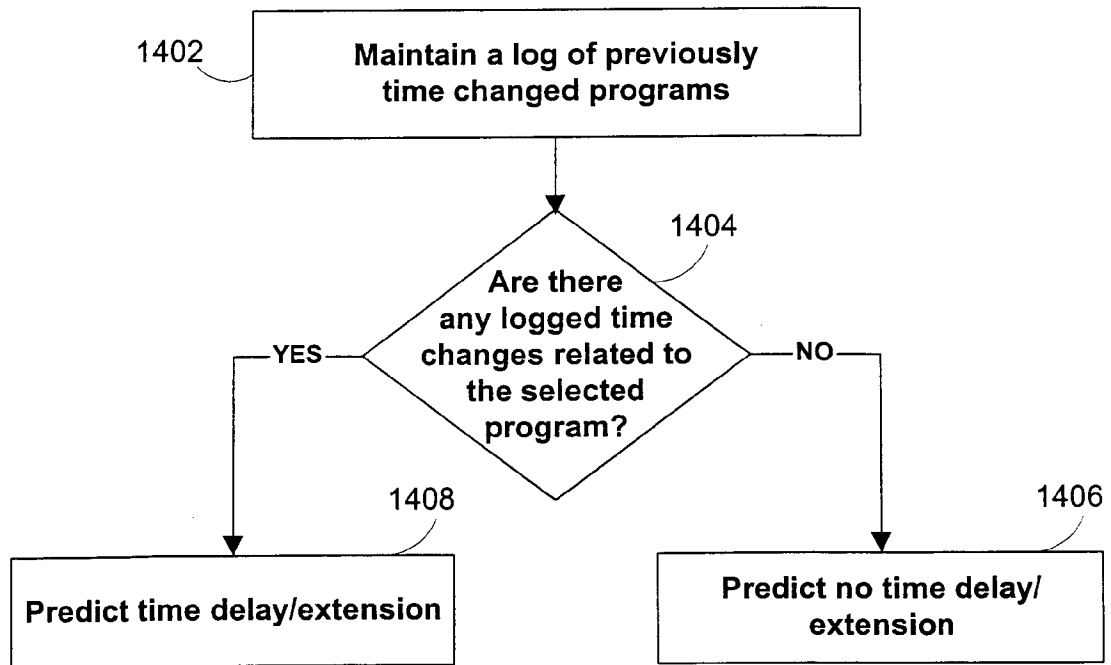 1402
Maintain a log of previously
time changed programs
1404
Are there
any logged time
changes related to
the selected
program?
YES
NO
1408
Predict time delay/extension
1406
Predict no time delay/
extension